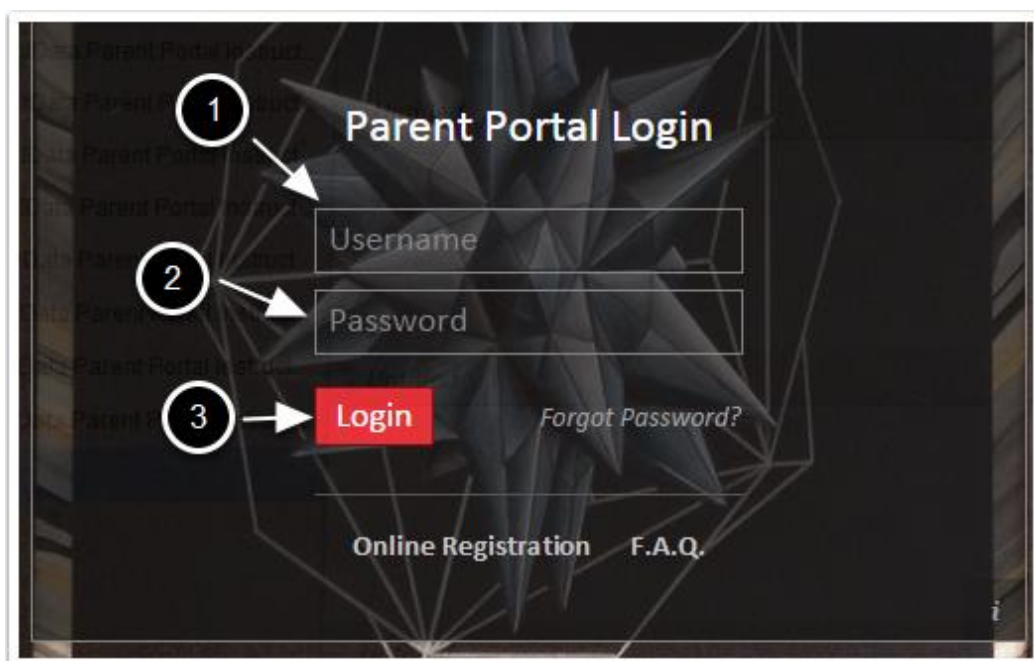 Parent Portal Login
1
Username
2
Password
3
Login
Forgot Password?
Online Registration F.A.Q.